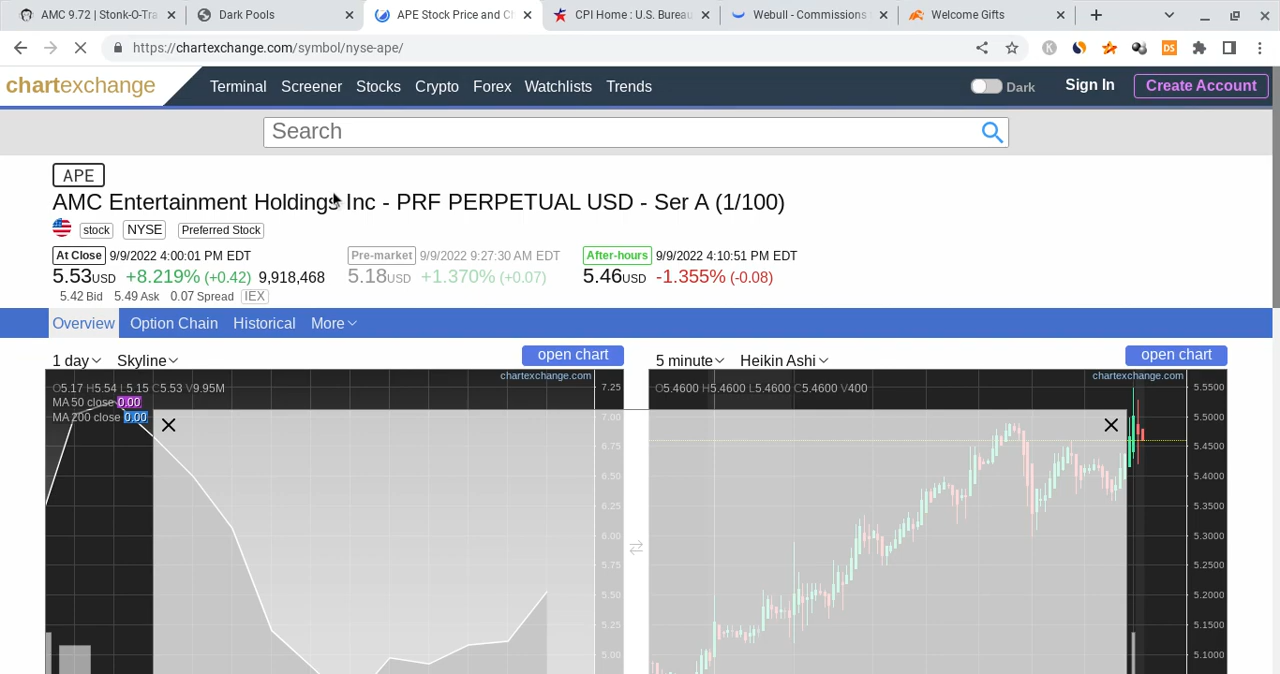 AMC 9.72 | Stonk-O-Tra
Dark Pools
APE Stock Price and Ch
CPI Home : U.S. Bureau
Webull - Commissions
Welcome Gifts
https://chartexchange.com/symbol/nyse-ape/
chartexchange Terminal Screener Stocks Crypto Forex Watchlists Trends Dark Sign In Create Account
Search
APE
AMC Entertainment Holdings Inc - PRF PERPETUAL USD - Ser A (1/100)
stock NYSE Preferred Stock
At Close 9/9/2022 4:00:01 PM EDT Pre-market 9/9/2022 9:27:30 AM EDT After-hours 9/9/2022 4:10:51 PM EDT
5.53USD +8.219% (+0.42) 9,918,468 5.18USD +1.370% (+0.07) 5.46USD -1.355% (-0.08)
5.42 Bid 5.49 Ask 0.07 Spread IEX
Overview Option Chain Historical More
1 day Skyline open chart
chartexchange.com
O5.17 H5.54 L5.15 C5.53 V9.95M
MA 50 close 0.00
MA 200 close 0.00
7.25
7.00
6.75
6.50
6.25
6.00
5.75
5.50
5.25
5.00
5 minute Heikin Ashi open chart
chartexchange.com
O5.4600 H5.4600 L5.4600 C5.4600 V400
5.5500
5.5000
5.4500
5.4000
5.3500
5.3000
5.2500
5.2000
5.1500
5.1000